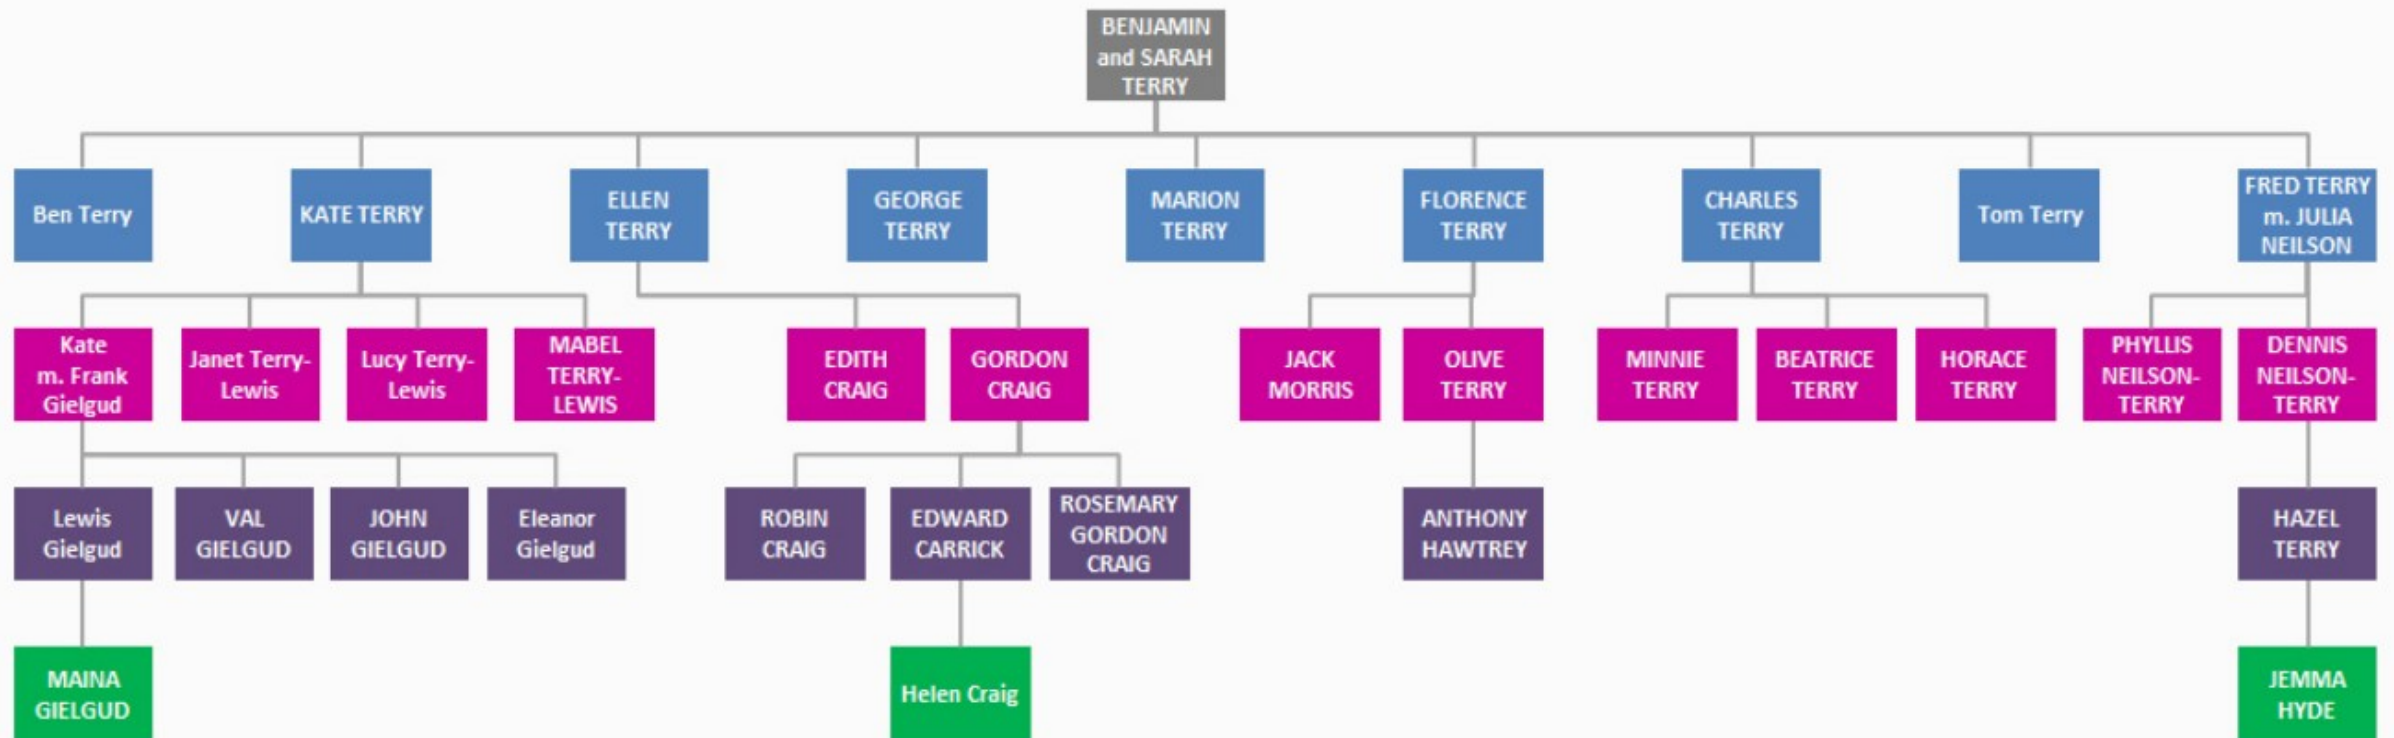 BENJAMIN
and SARAH
TERRY
Ben Terry
KATE TERRY
ELLEN
TERRY
GEORGE
TERRY
MARION
TERRY
FLORENCE
TERRY
CHARLES
TERRY
Tom Terry
FRED TERRY
m. JULIA
NEILSON
Kate
m. Frank
Gielgud
Janet Terry-
Lewis
Lucy Terry-
Lewis
MABEL
TERRY-
LEWIS
EDITH
CRAIG
GORDON
CRAIG
JACK
MORRIS
OLIVE
TERRY
MINNIE
TERRY
BEATRICE
TERRY
HORACE
TERRY
PHYLLIS
NEILSON-
TERRY
DENNIS
NEILSON-
TERRY
Lewis
Gielgud
VAL
GIELGUD
JOHN
GIELGUD
Eleanor
Gielgud
ROBIN
CRAIG
EDWARD
CARRICK
ROSEMARY
GORDON
CRAIG
ANTHONY
HAWTREY
HAZEL
TERRY
MAINA
GIELGUD
Helen Craig
JEMMA
HYDE